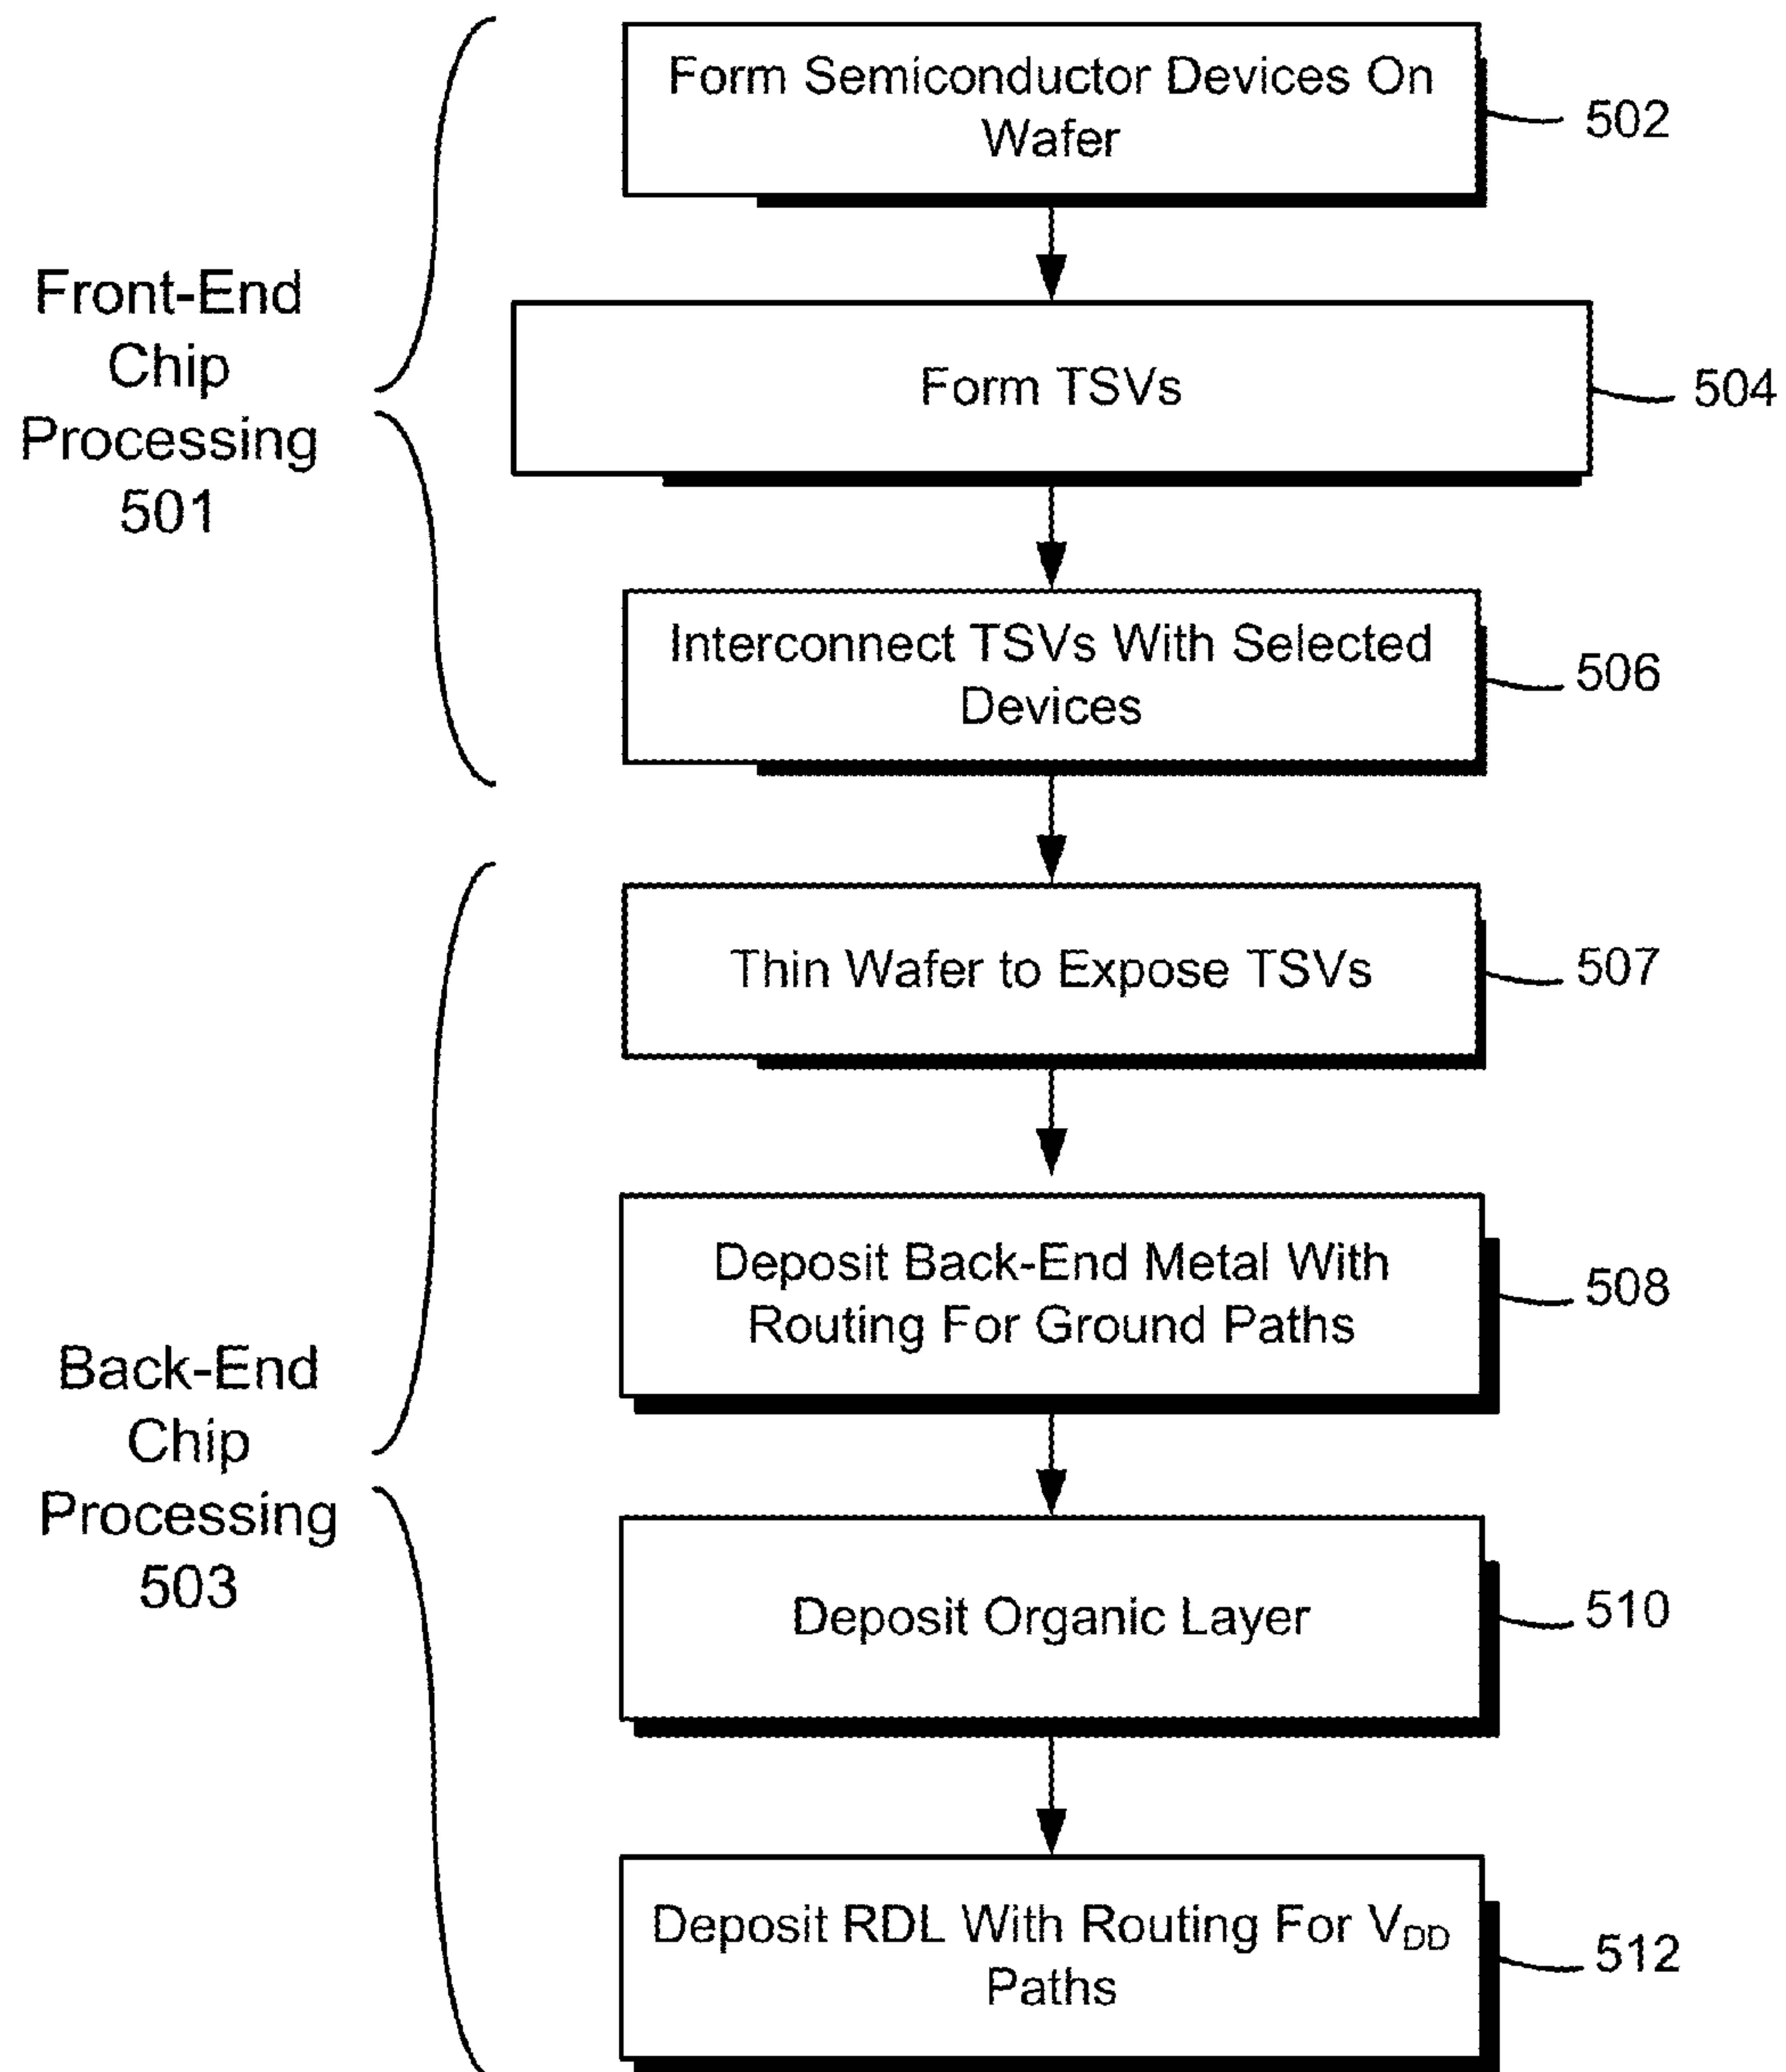 Form Semiconductor Devices On
Wafer
502
Front-End
Chip
Processing
501
Form TSVs
504
Interconnect TSVs With Selected
Devices
506
Thin Wafer to Expose TSVs
507
Deposit Back-End Metal With
Routing For Ground Paths
508
Back-End
Chip
Processing
503
Deposit Organic Layer
510
Deposit RDL With Routing For VDD
Paths
512